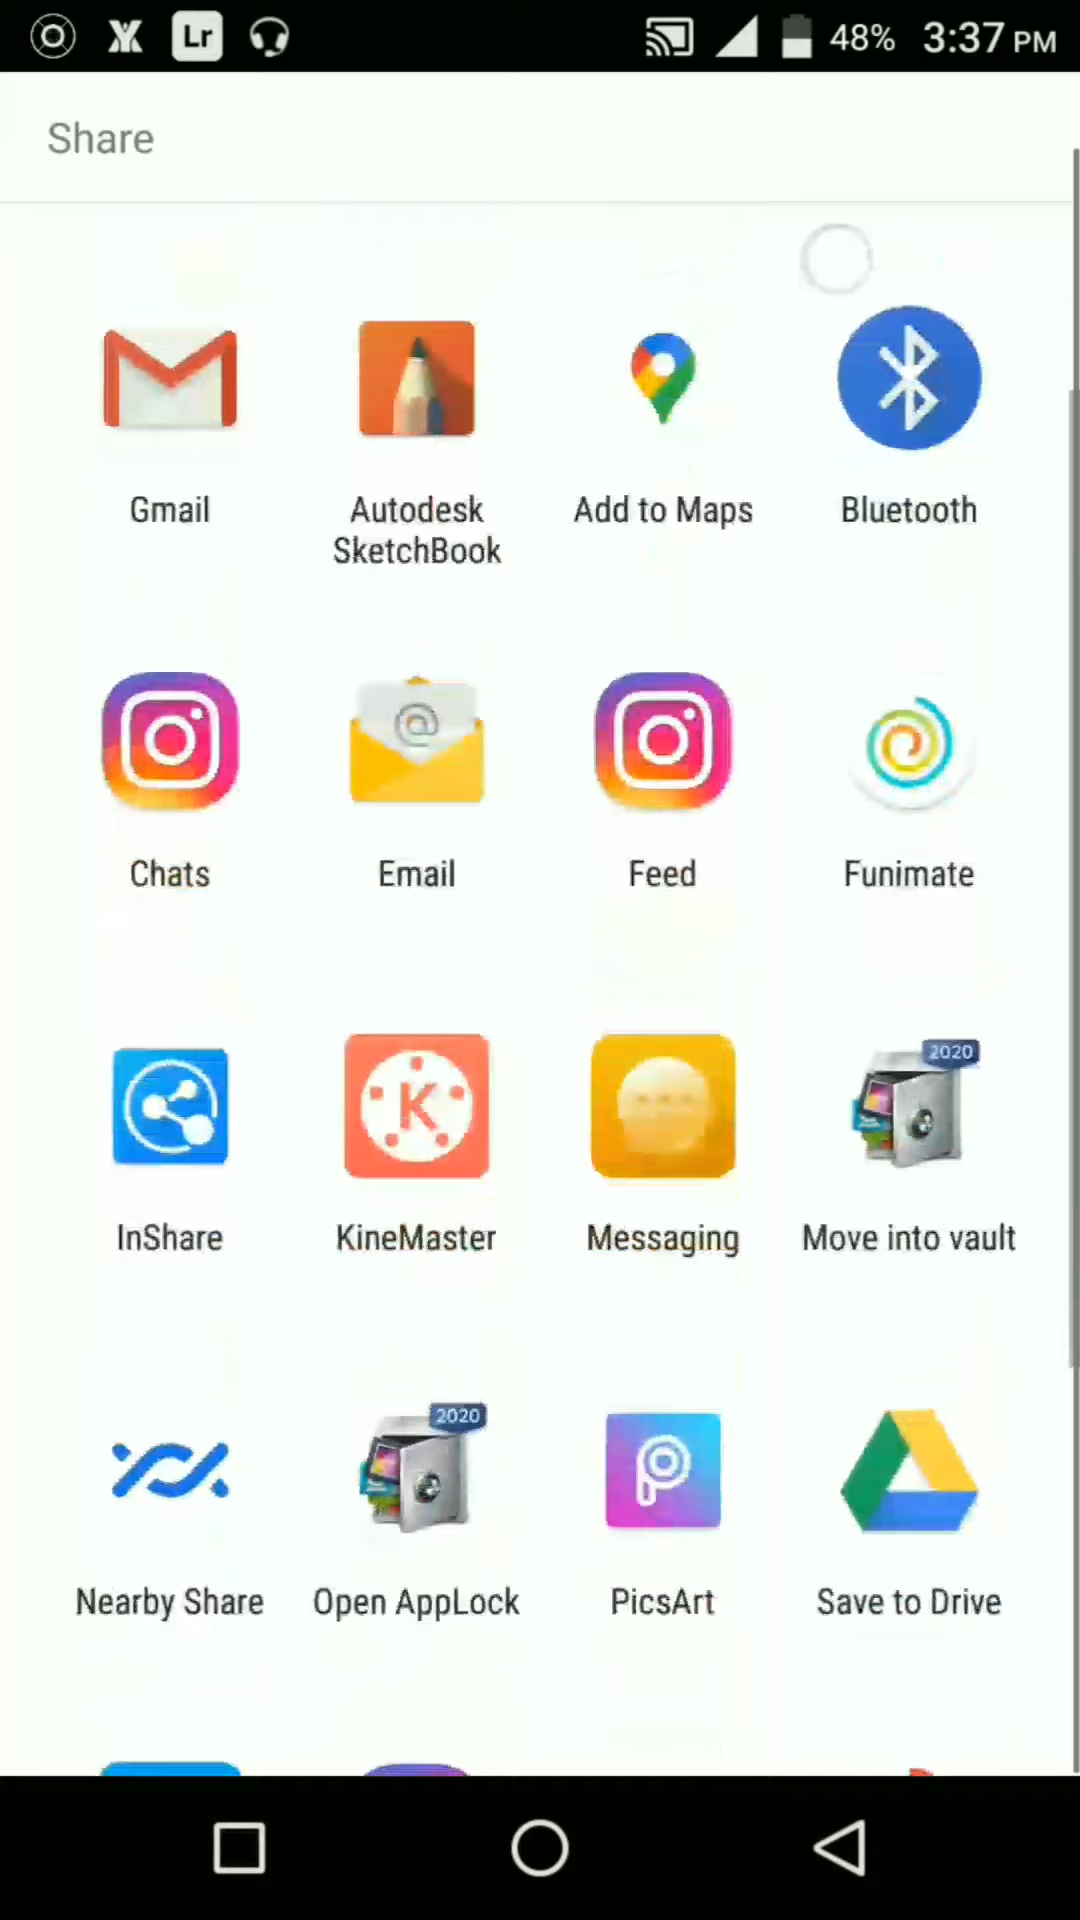 Lr
48% 3:37 PM
Share
Gmail
Autodesk
SketchBook
Add to Maps
Bluetooth
Chats
Email
Feed
Funimate
K
2020
InShare
KineMaster
Messaging
Move into vault
2020
Nearby Share
Open AppLock
PicsArt
Save to Drive